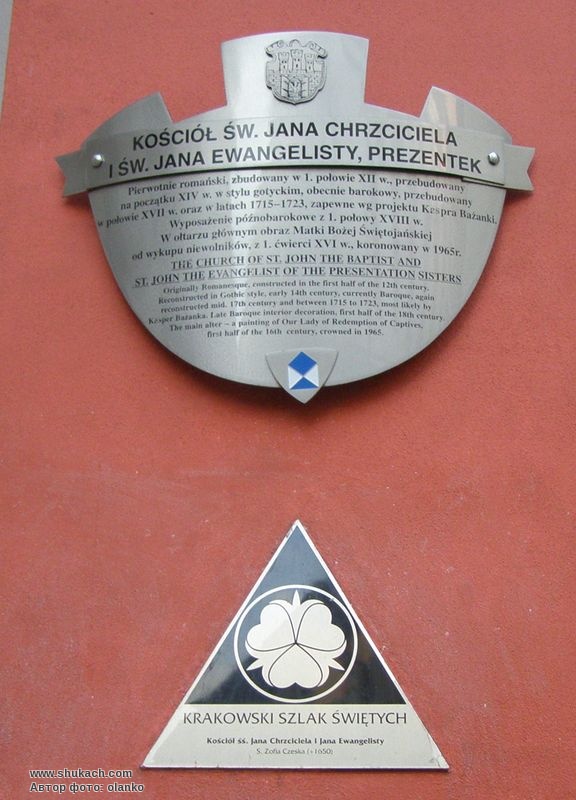 KOŚCIÓŁ ŚW. JANA CHRZCICIELA
I ŚW. JANA EWANGELISTY, PREZENTEK
Pierwotnie romański, zbudowany w 1. połowie XII w., przebudowany
na początku XIV w. w stylu gotyckim, obecnie barokowy, przebudowany
w połowie XVII w. oraz w latach 1715–1723, zapewne wg projektu Kaspra Bażanki.
Wyposażenie późnobarokowe z 1. połowy XVIII w.
W ołtarzu głównym obraz Matki Bożej Świętojańskiej
od wykupu niewolników, z 1. ćwierci XVI w., koronowany w 1965r.
THE CHURCH OF ST. JOHN THE BAPTIST AND
ST. JOHN THE EVANGELIST OF THE PRESENTATION SISTERS
Originally Romanesque, constructed in the first half of the 12th century.
Reconstructed in Gothic style, early 14th century, currently Baroque, again
reconstructed mid. 17th century and between 1715 to 1723, most likely by
Kasper Bażanka. Late Baroque interior decoration, first half of the 18th century.
The main alter – a painting of Our Lady of Redemption of Captives,
first half of the 16th century, crowned in 1965.
KRAKOWSKI SZLAK ŚWIĘTYCH
Kościół śś. Jana Chrzciciela i Jana Ewangelisty
S. Zofia Czeska (+1650)
www.shukach.com
Автор фото: olanko